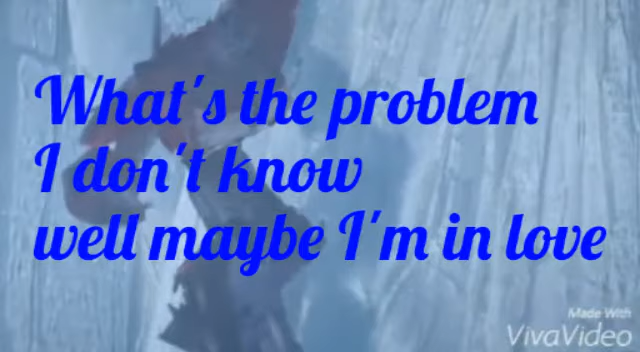 What's the problem
I don't know
well maybe I'm in love
Made With
VivaVideo